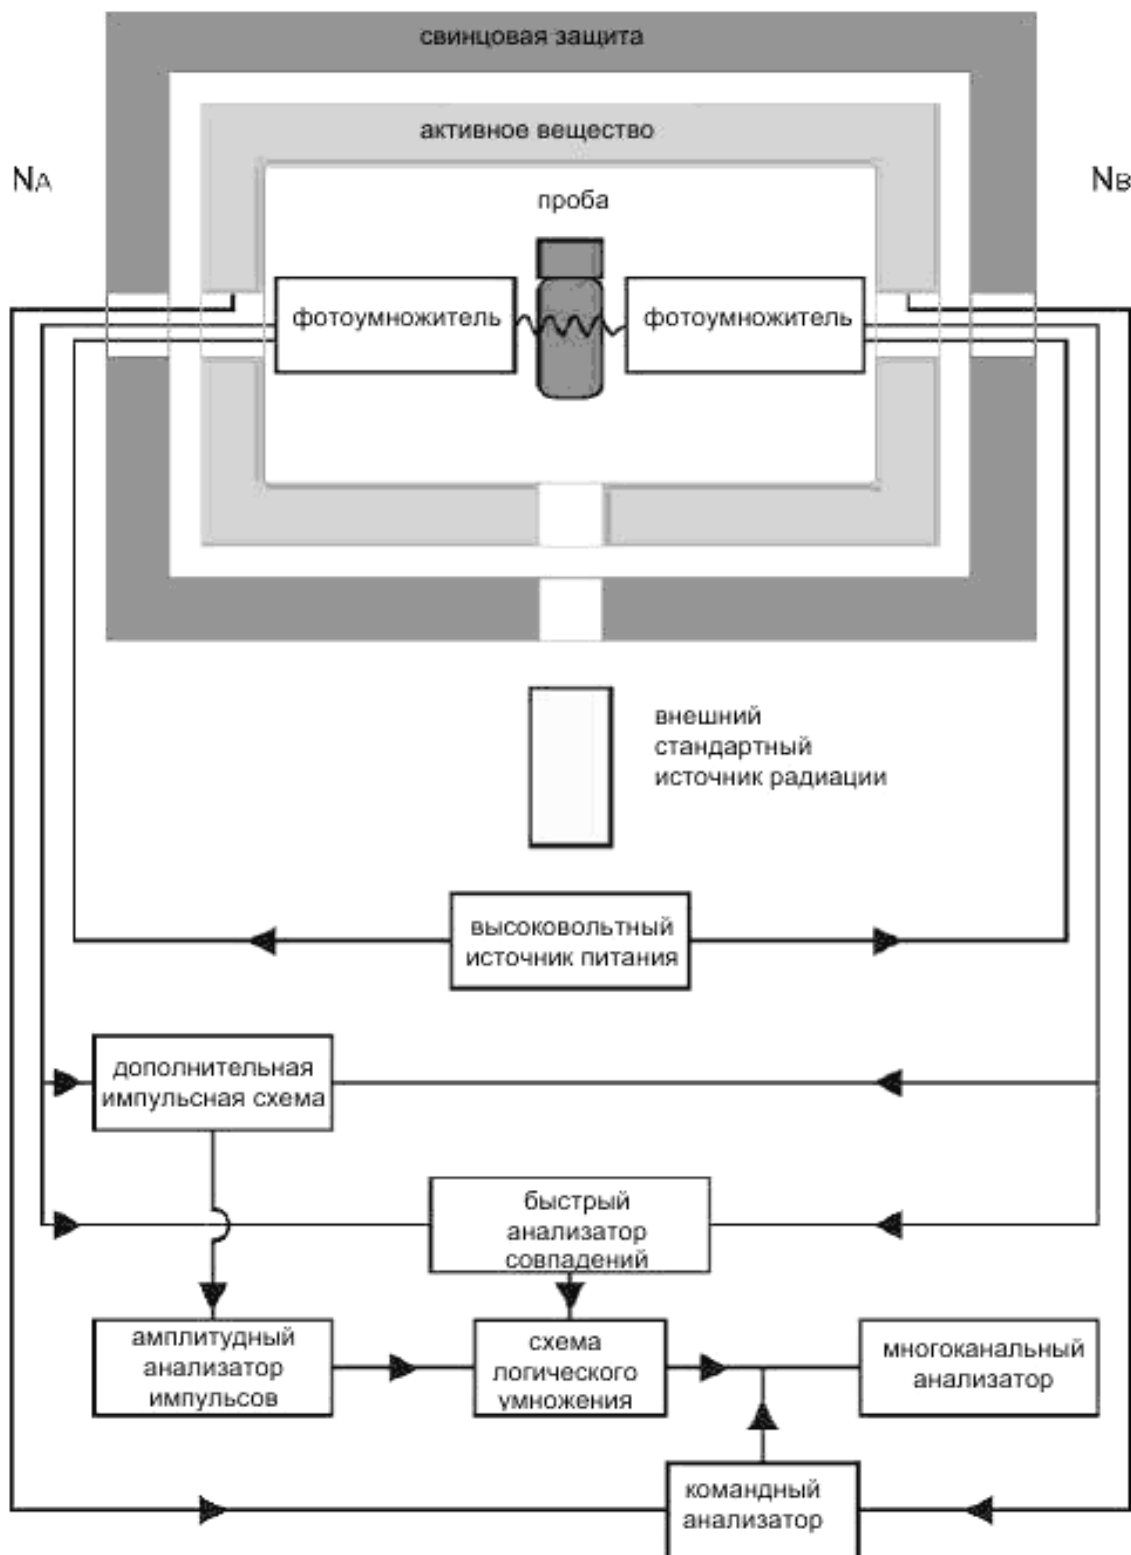 свинцовая защита
активное вещество
NA
NB
проба
фотоумножитель
фотоумножитель
внешний
стандартный
источник радиации
высоковольтный
источник питания
дополнительная
импульсная схема
быстрый
анализатор
совпадений
амплитудный
анализатор
импульсов
схема
логического
умножения
многоканальный
анализатор
командный
анализатор